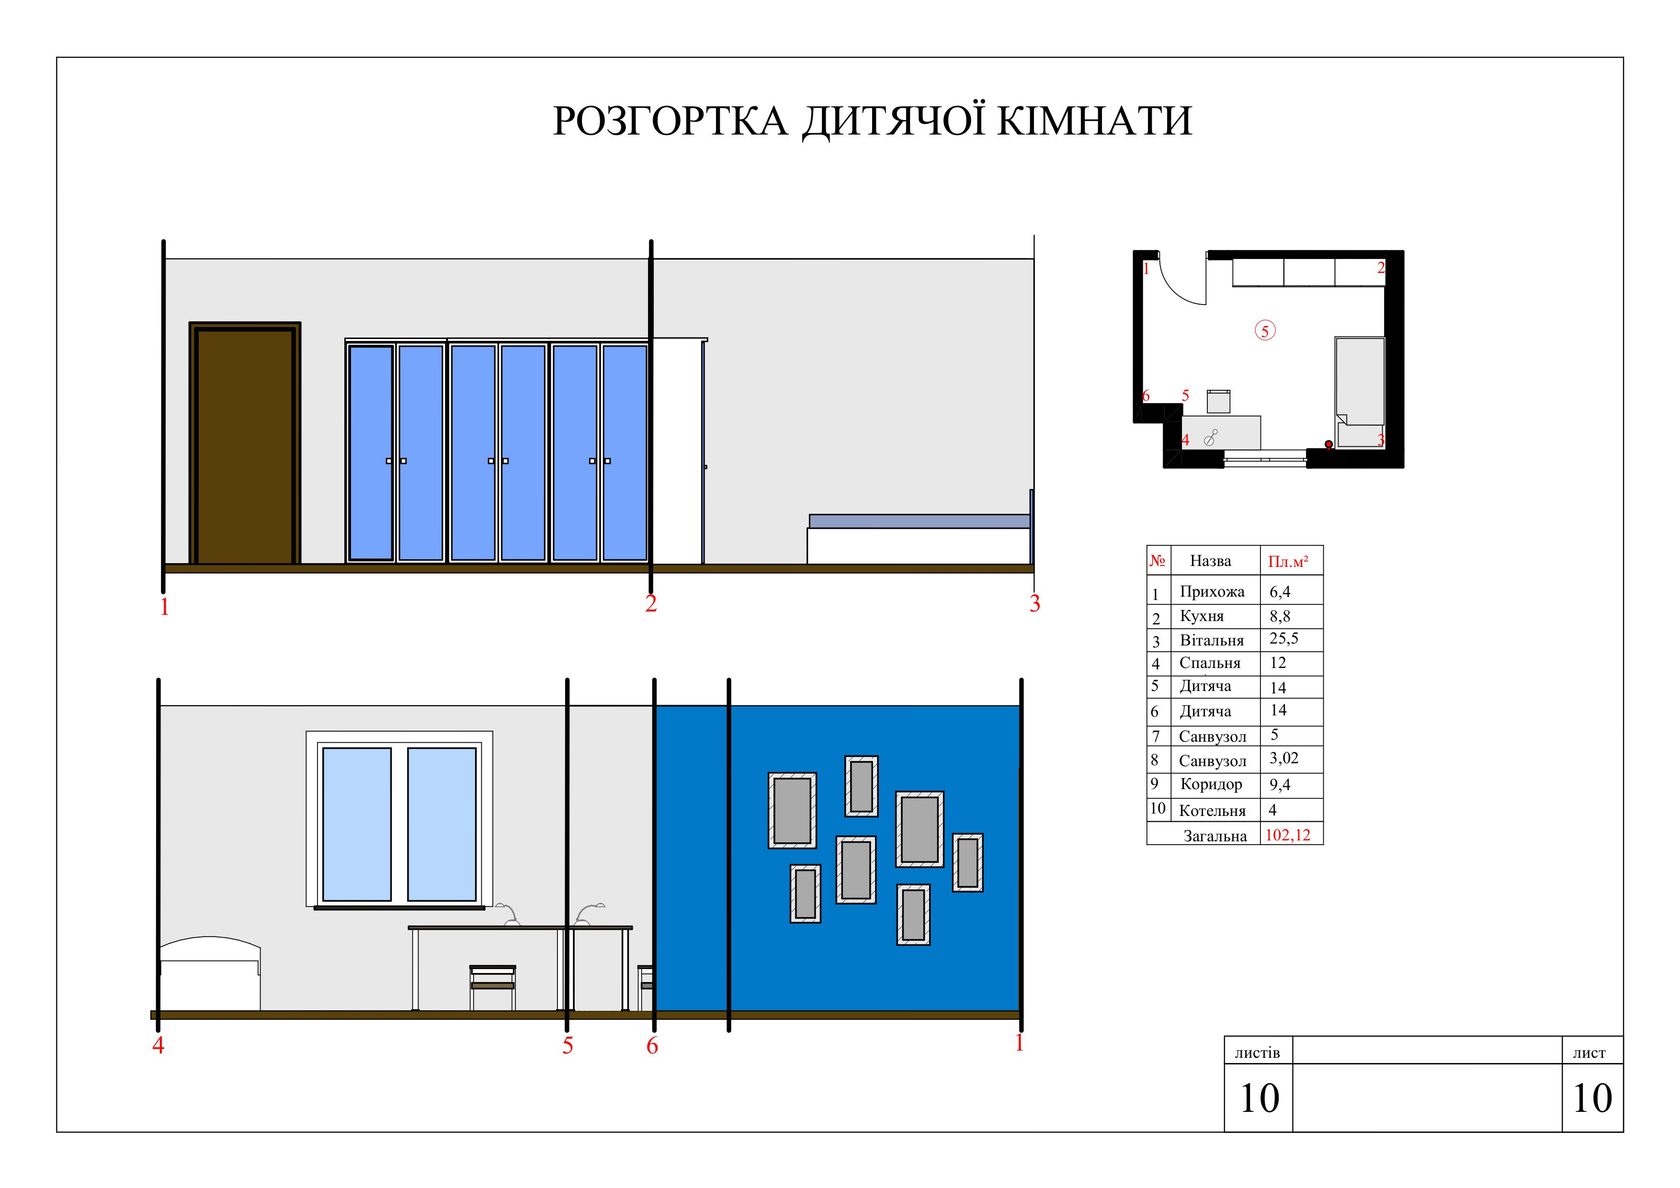 РОЗГОРТКА ДИТЯЧОЇ КІМНАТИ
1 2 3
1 2
5
6 5
4 3
№ Назва Пл.м²
1 Прихожа 6,4
2 Кухня 8,8
3 Вітальня 25,5
4 Спальня 12
5 Дитяча 14
6 Дитяча 14
7 Санвузол 5
8 Санвузол 3,02
9 Коридор 9,4
10 Котельня 4
Загальна 102,12
4 5 6 1
листів лист
10 10